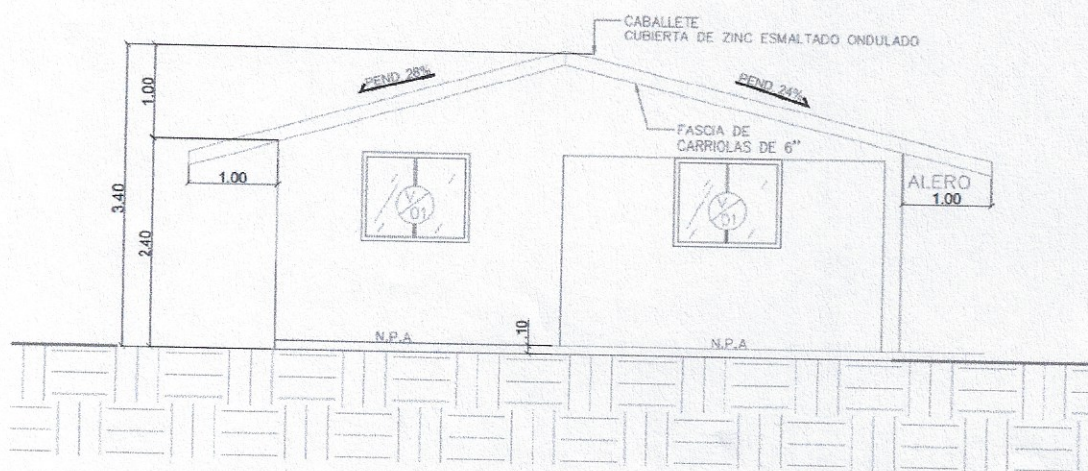 CABALLETE
CUBIERTA DE ZINC ESMALTADO ONDULADO
PEND. 28%
PEND. 24%
1.00
FASCIA DE
CARRIOLAS DE 6"
3.40
2.40
1.00
V
01
V
01
ALERO
1.00
N.P.A
.10
N.P.A